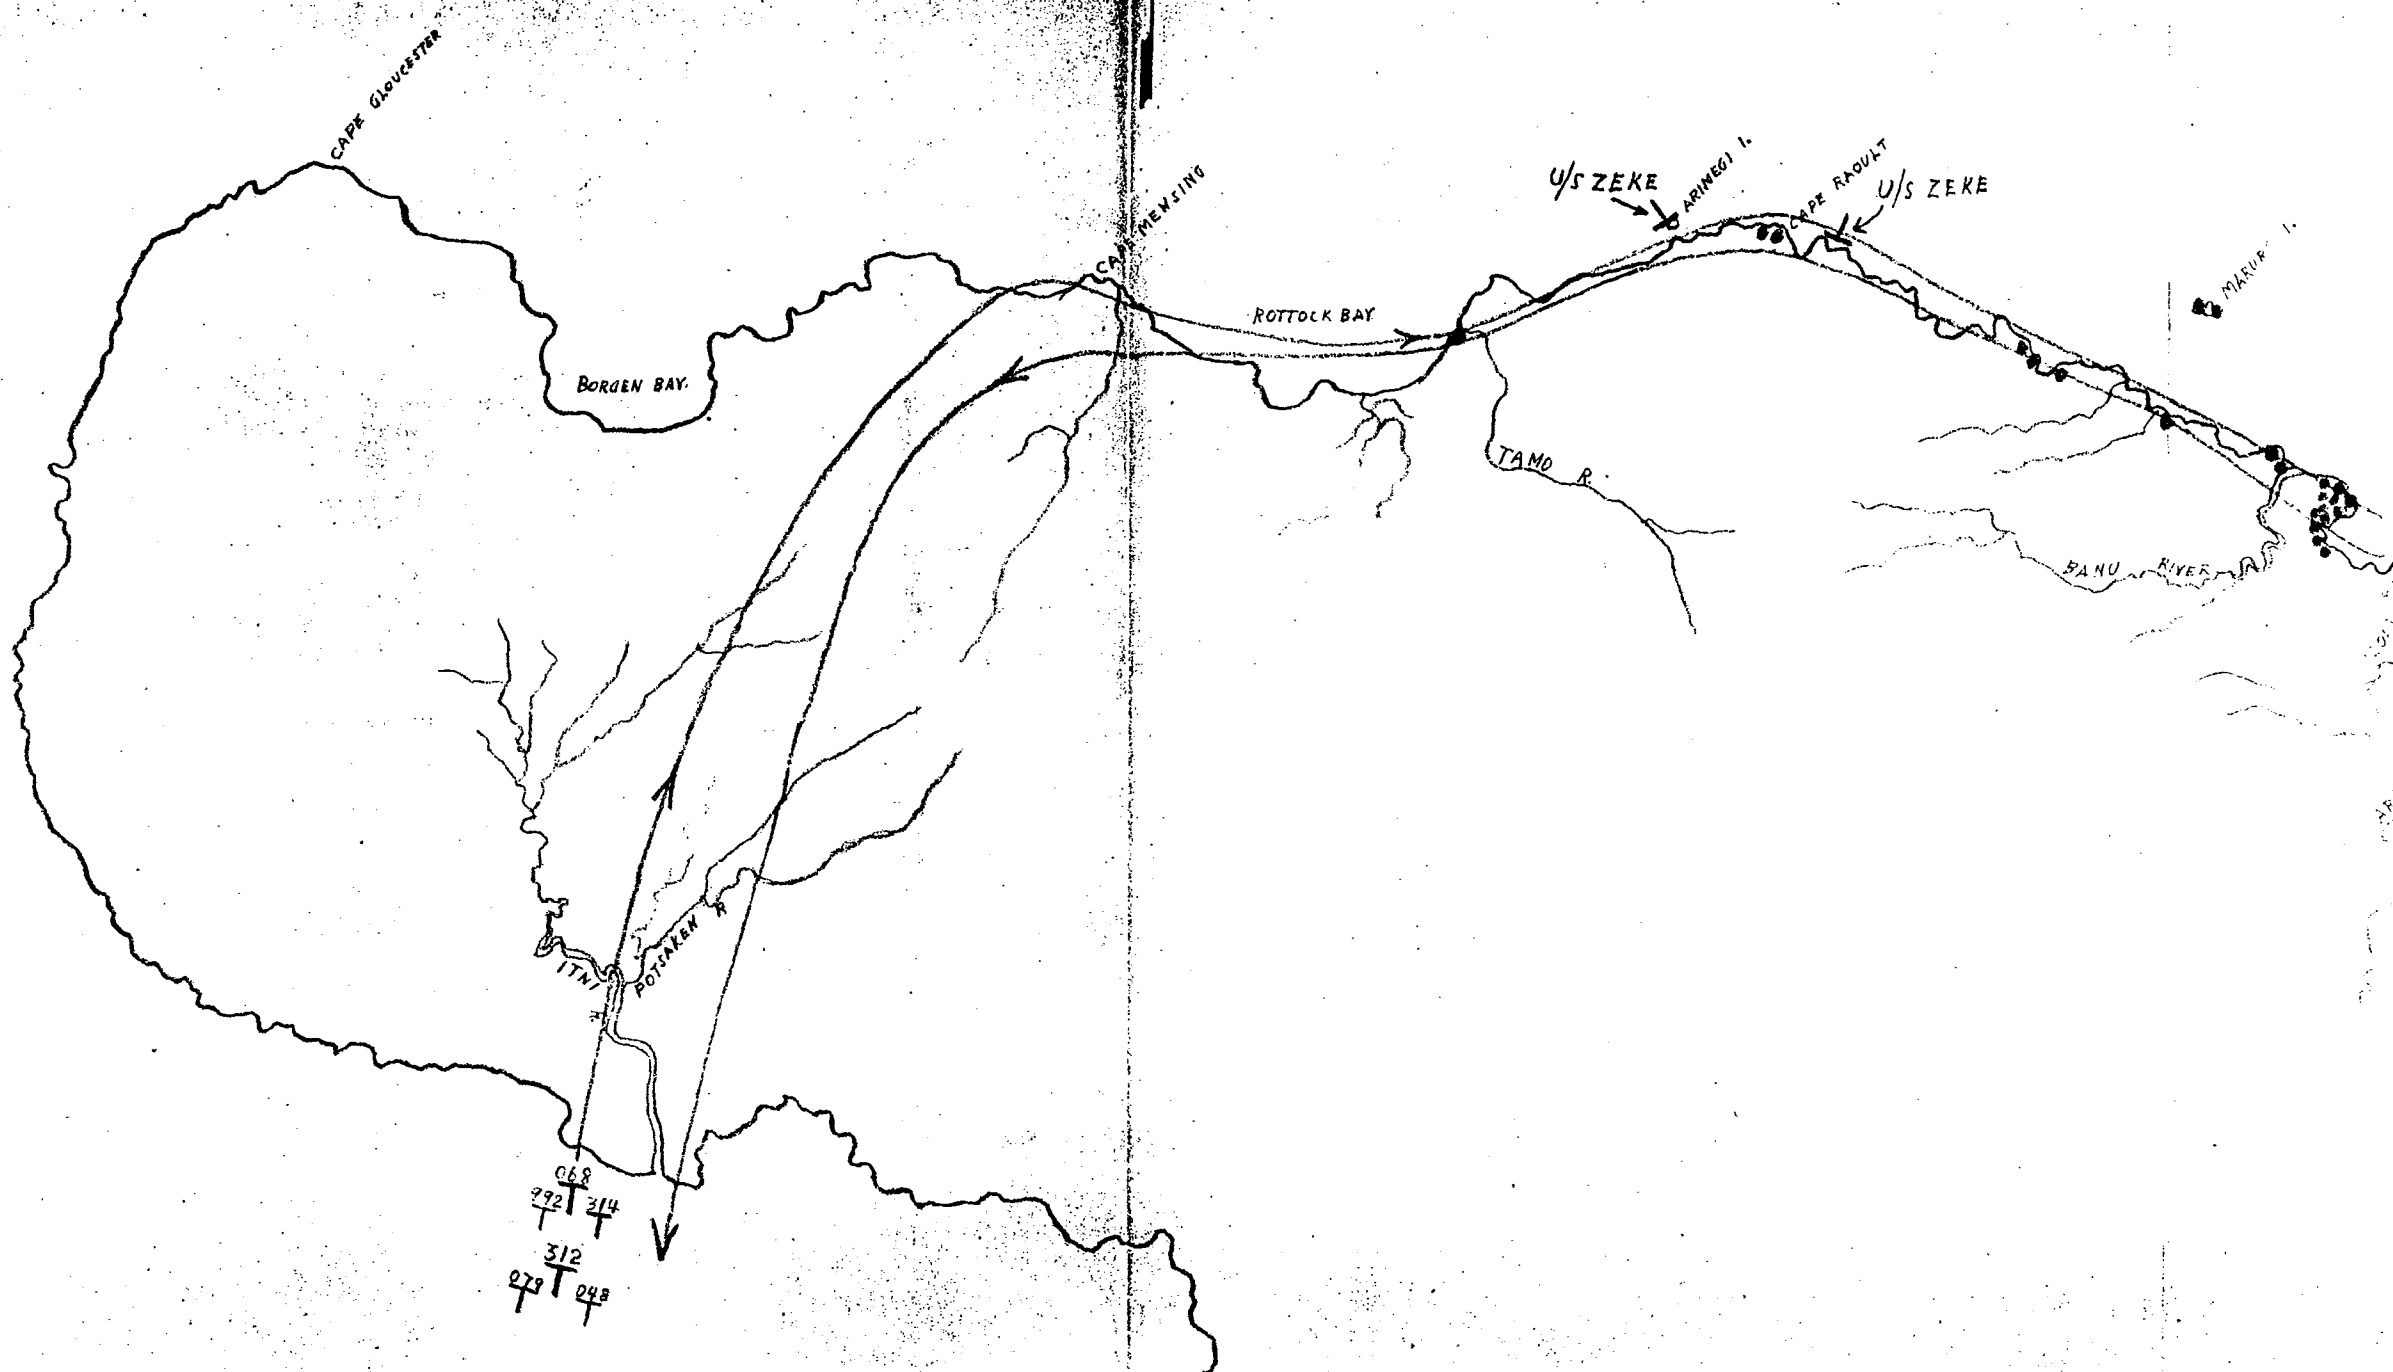 CAPE GLOUCESTER
BORGEN BAY.
CAPE MENSING
ROTTOCK BAY
U/S ZEKE
ARINEGI I.
CAPE RAOULT
U/S ZEKE
MARUR I.
TAMO R.
BANU RIVER
ITNI
R.
POTSAKEN R
068
992 314
312
079 048